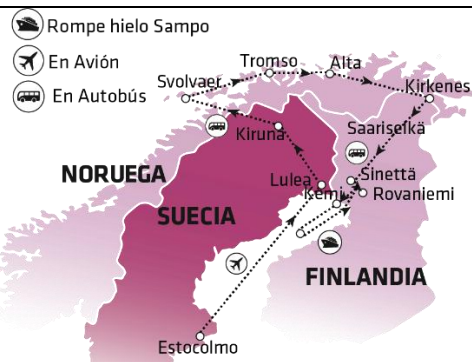 Rompe hielo Sampo
En Avión
En Autobús
Tromso
Alta
Svolvaer
Kirkenes
Kiruna
Saariselkä
NORUEGA
Sinettä
Lulea
Kemi
Rovaniemi
SUECIA
FINLANDIA
Estocolmo